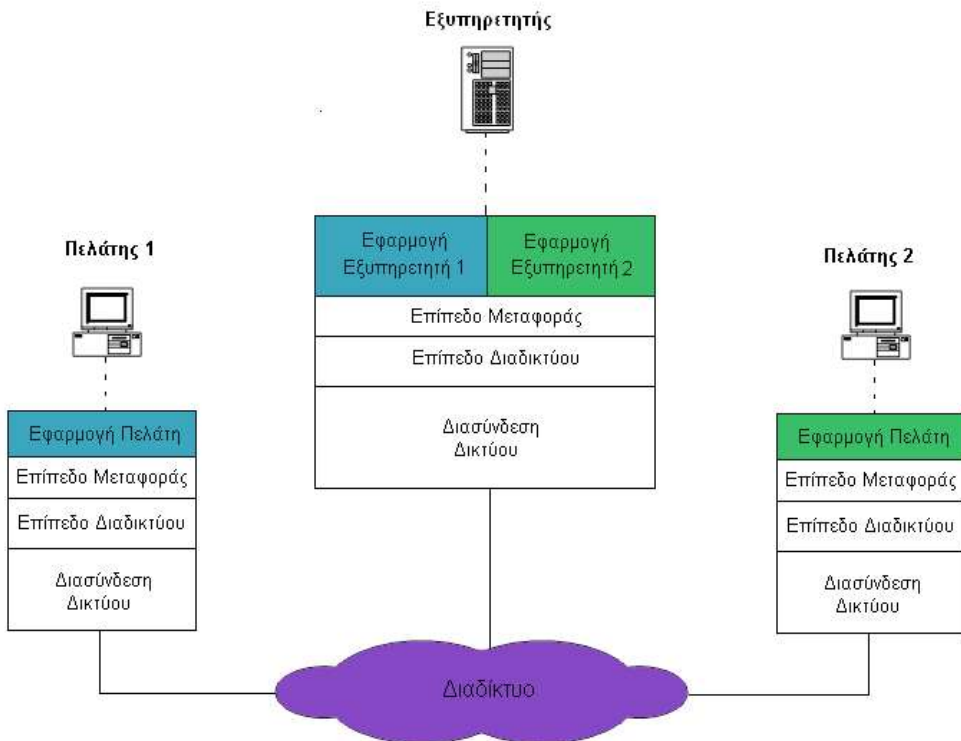 Εξυπηρετητής
Εφαρμογή
Εξυπηρετητή 1
Εφαρμογή
Εξυπηρετητή 2
Επίπεδο Μεταφοράς
Επίπεδο Διαδικτύου
Διασύνδεση
Δικτύου
Πελάτης 1
Εφαρμογή Πελάτη
Επίπεδο Μεταφοράς
Επίπεδο Διαδικτύου
Διασύνδεση
Δικτύου
Πελάτης 2
Εφαρμογή Πελάτη
Επίπεδο Μεταφοράς
Επίπεδο Διαδικτύου
Διασύνδεση
Δικτύου
Διαδίκτυο